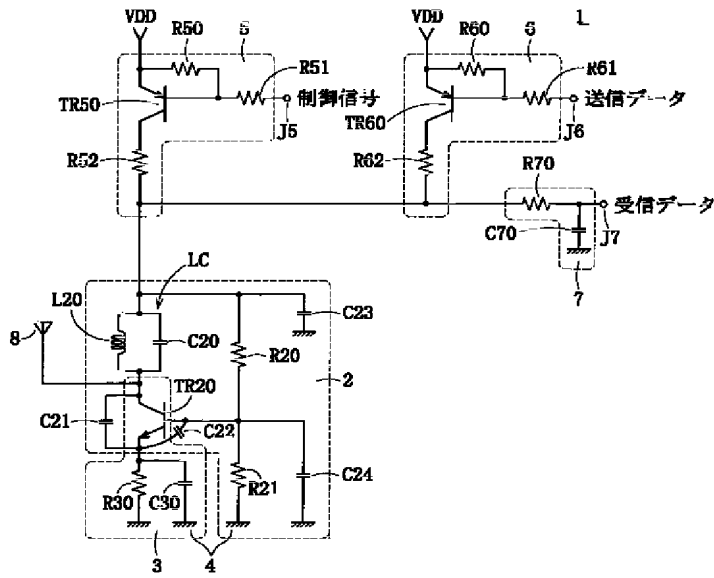 VDD R50 5 VDD R60 6 1
R51 R61
TR50 制御信号 TR60 送信データ
J5 J6
R52 R62 R70
受信データ
C70 J7
LC 7
L20 C23
8 C20 R20
TR20 2
C21 C22
R30 C30 R21 C24
3 4